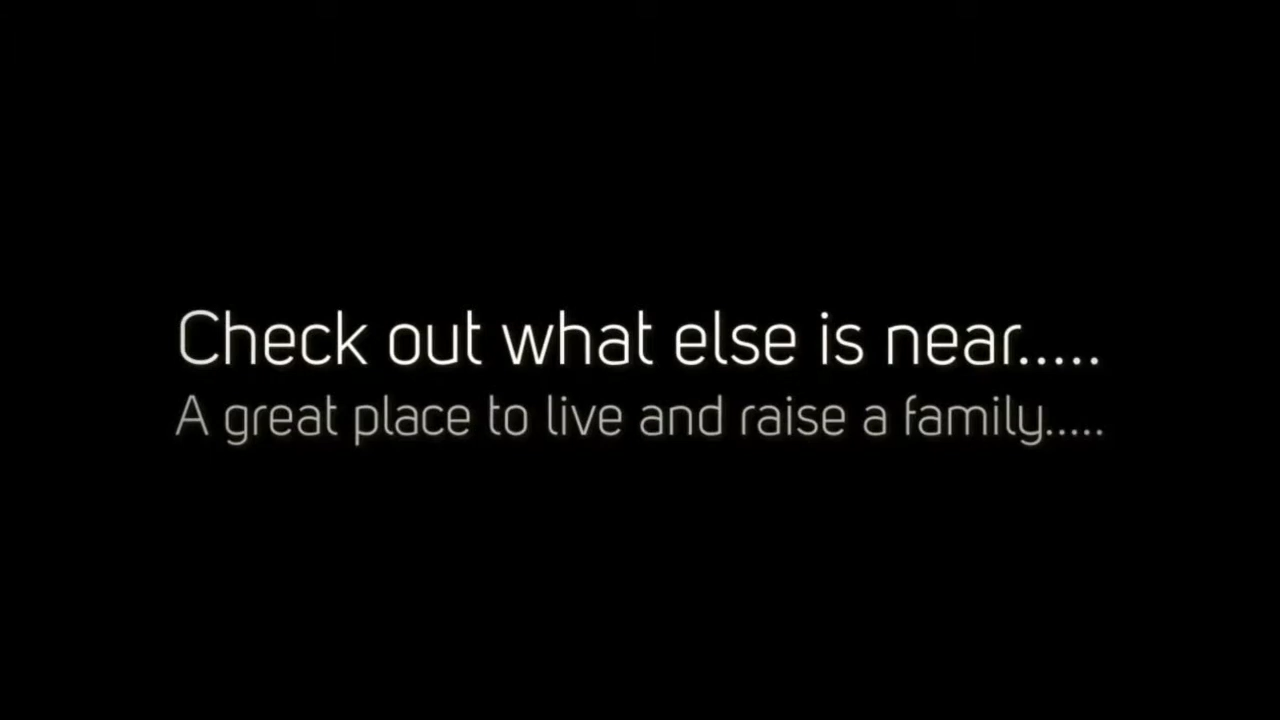 Check out what else is near.....
A great place to live and raise a family.....